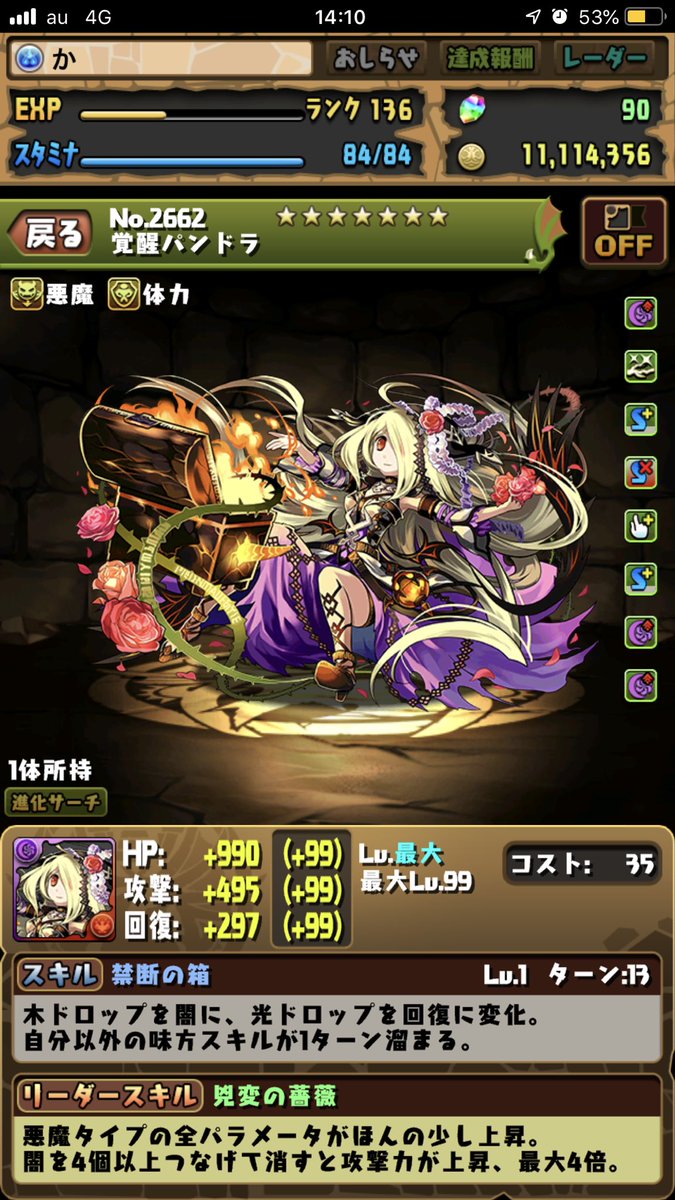 au 4G 14:10 53%
か おしらせ 達成報酬 レーダー
EXP ランク 136 90
スタミナ 84/84 11,114,356
戻る No.2662 OFF
覚醒パンドラ
悪魔 体力
1体所持
進化サーチ
HP: +990 (+99) Lv.最大 コスト: 35
攻撃: +495 (+99) 最大Lv.99
回復: +297 (+99)
スキル 禁断の箱 Lv.1 ターン:13
木ドロップを闇に、光ドロップを回復に変化。
自分以外の味方スキルが1ターン溜まる。
リーダースキル 兇変の薔薇
悪魔タイプの全パラメータがほんの少し上昇。
闇を4個以上つなげて消すと攻撃力が上昇、最大4倍。